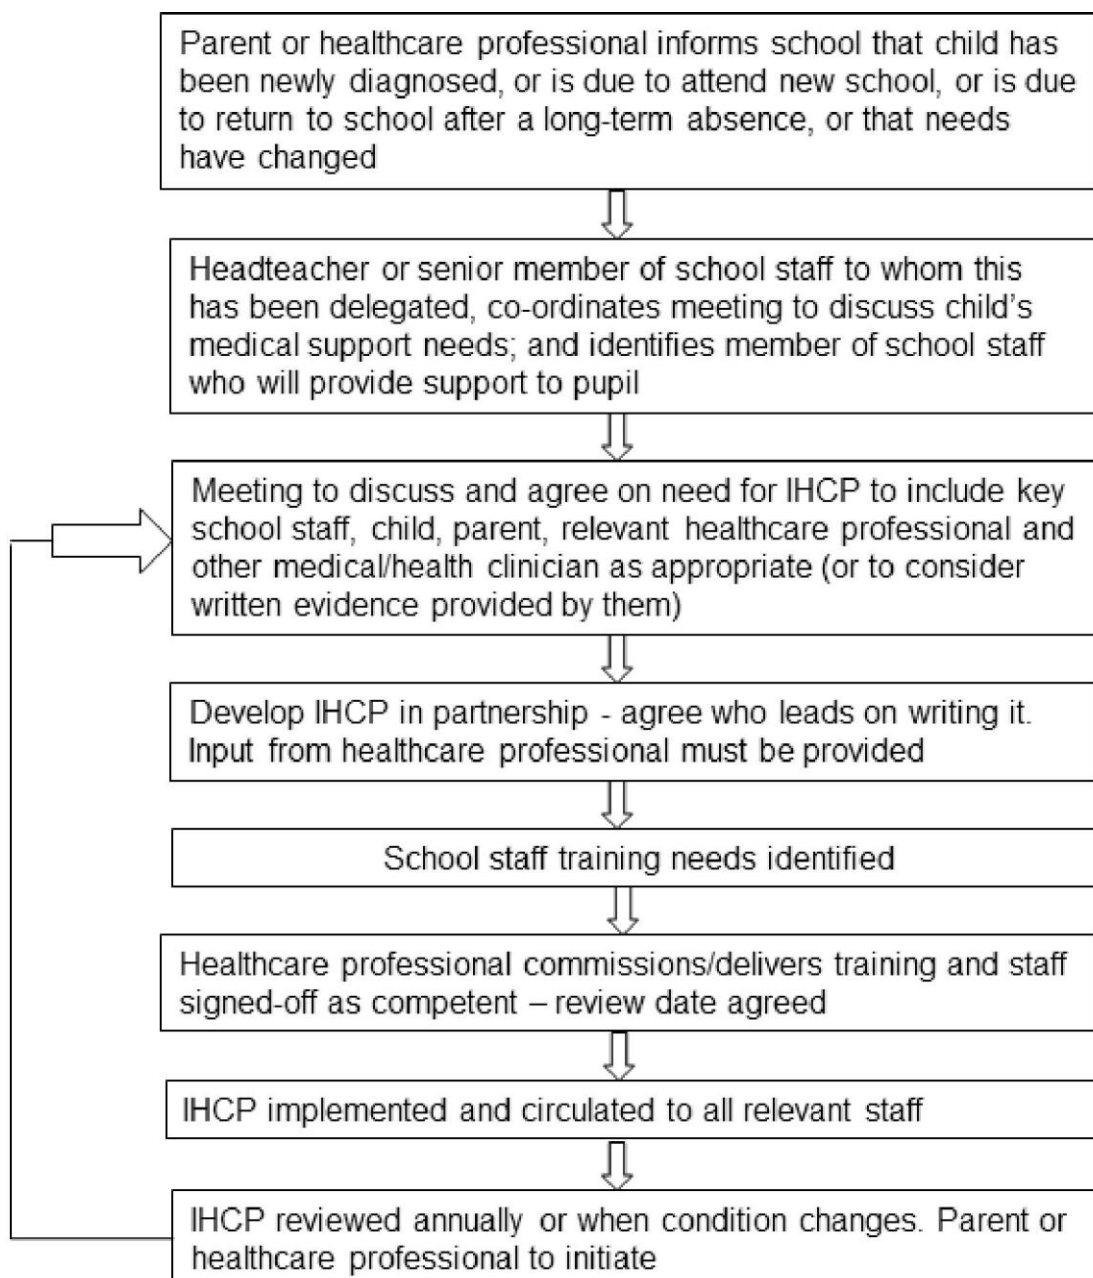 Parent or healthcare professional informs school that child has
been newly diagnosed, or is due to attend new school, or is due
to return to school after a long-term absence, or that needs
have changed
Headteacher or senior member of school staff to whom this
has been delegated, co-ordinates meeting to discuss child's
medical support needs; and identifies member of school staff
who will provide support to pupil
Meeting to discuss and agree on need for IHCP to include key
school staff, child, parent, relevant healthcare professional and
other medical/health clinician as appropriate (or to consider
written evidence provided by them)
Develop IHCP in partnership - agree who leads on writing it.
Input from healthcare professional must be provided
School staff training needs identified
Healthcare professional commissions/delivers training and staff
signed-off as competent – review date agreed
IHCP implemented and circulated to all relevant staff
IHCP reviewed annually or when condition changes. Parent or
healthcare professional to initiate